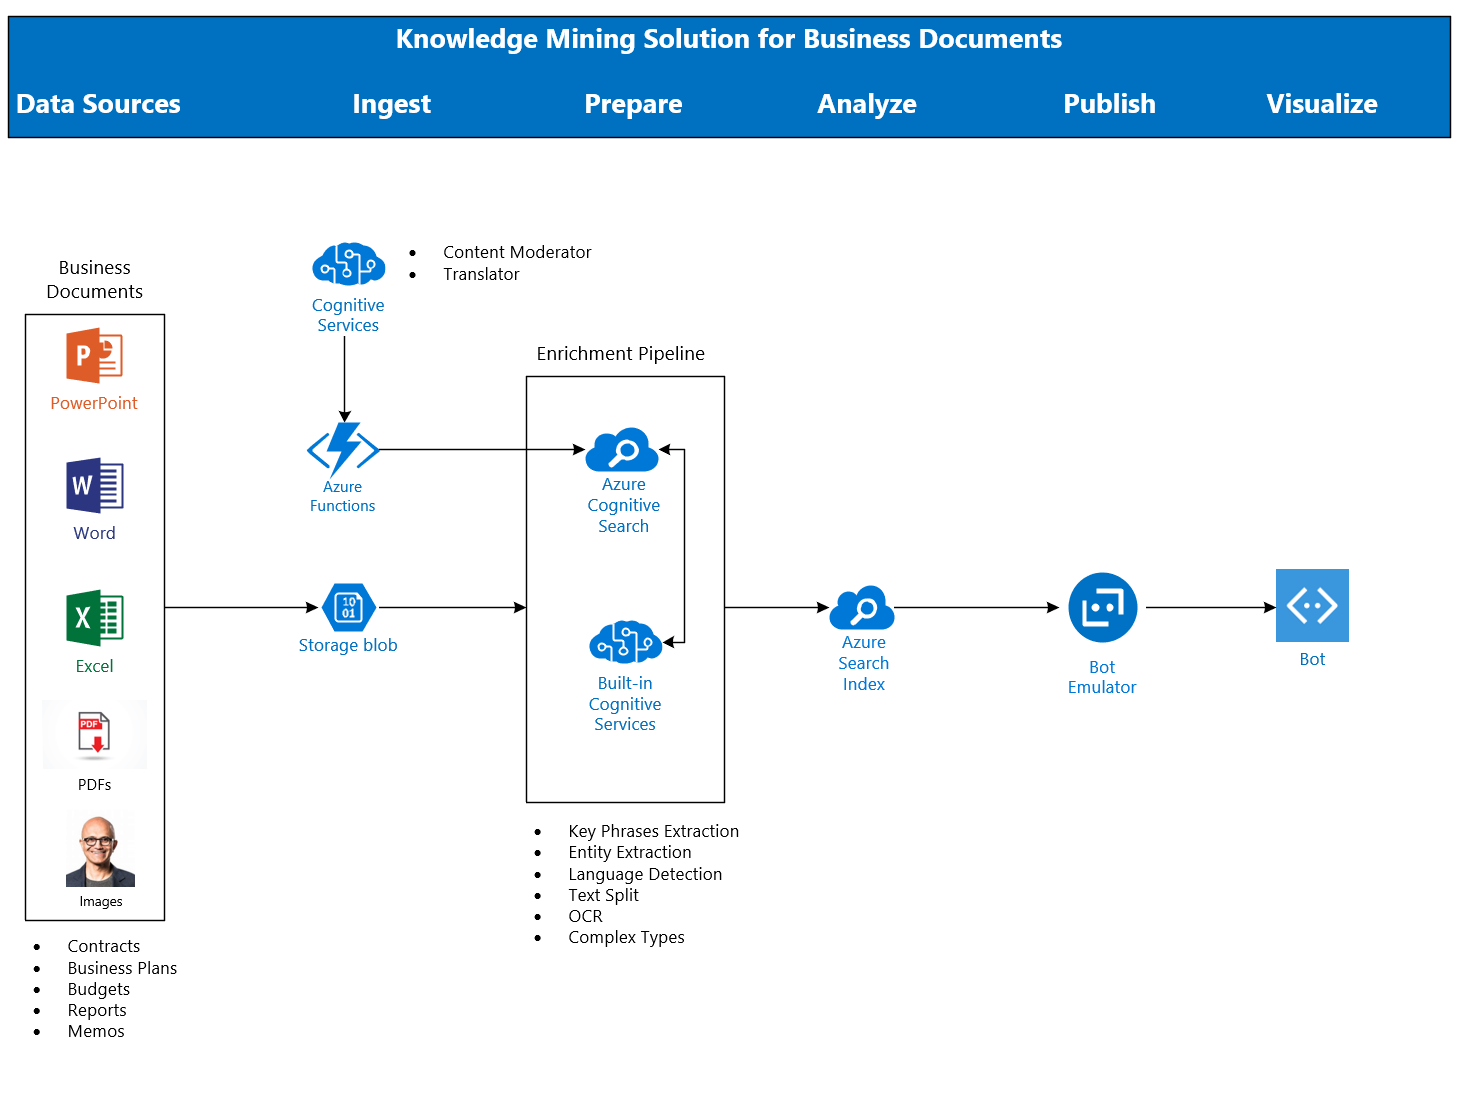 Knowledge Mining Solution for Business Documents
Data Sources
Ingest
Prepare
Analyze
Publish
Visualize
Business
Documents
P
PowerPoint
W
Word
X
Excel
PDF
PDFs
Images
Contracts
Business Plans
Budgets
Reports
Memos
Cognitive
Services
Content Moderator
Translator
Azure
Functions
10
01
Storage blob
Enrichment Pipeline
Azure
Cognitive
Search
Built-in
Cognitive
Services
Key Phrases Extraction
Entity Extraction
Language Detection
Text Split
OCR
Complex Types
Azure
Search
Index
Bot
Emulator
Bot